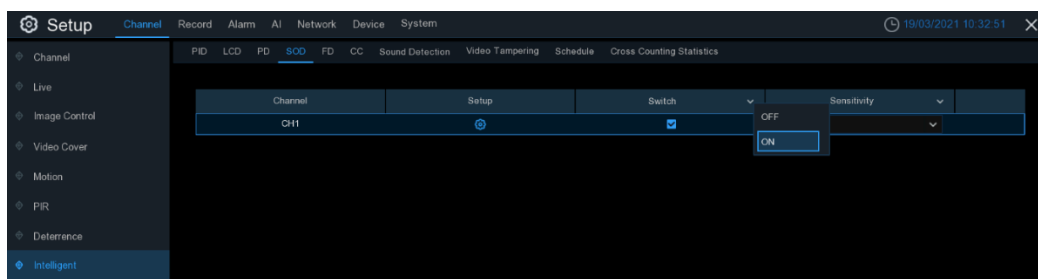 Setup Channel Record Alarm AI Network Device System 19/03/2021 10:32:51
PID LCD PD SOD FD CC Sound Detection Video Tampering Schedule Cross Counting Statistics
Channel
Live
Image Control
Video Cover
Motion
PIR
Deterrence
Intelligent
Channel Setup Switch Sensitivity
CH1
OFF
ON